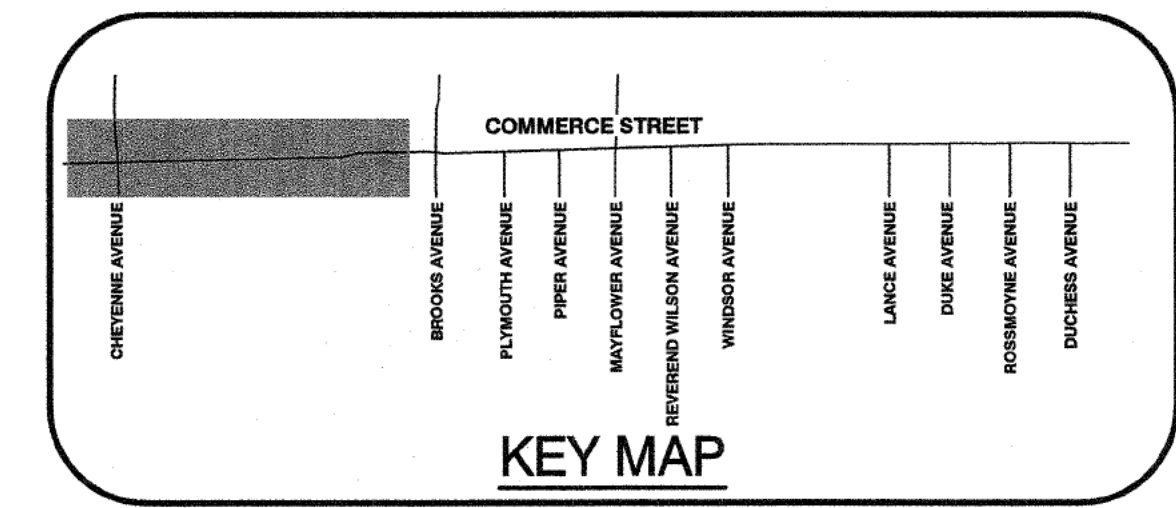 COMMERCE STREET
CHEYENNE AVENUE
BROOKS AVENUE
PLYMOUTH AVENUE
PIPER AVENUE
MAYFLOWER AVENUE
REVEREND WILSON AVENUE
WINDSOR AVENUE
LANCE AVENUE
DUKE AVENUE
ROSSMOYNE AVENUE
DUCHESS AVENUE
KEY MAP